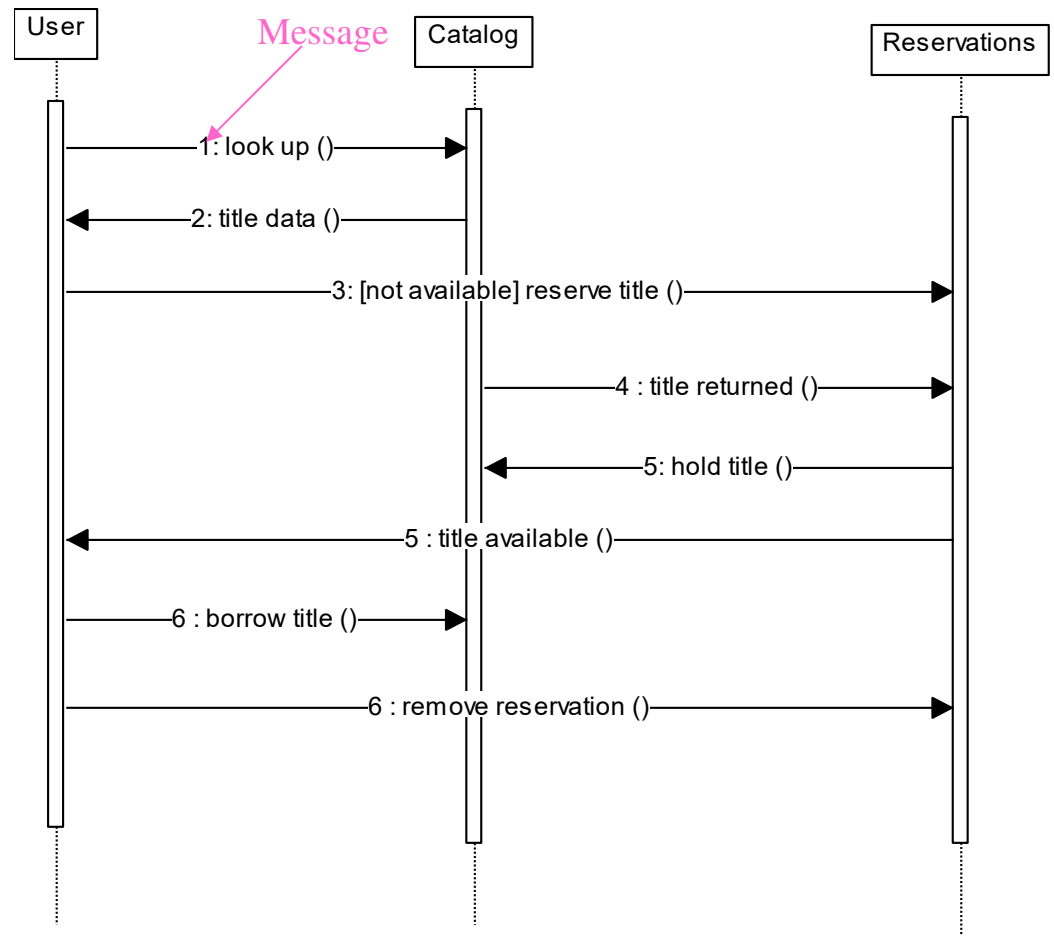 User
Message
Catalog
Reservations
1: look up ()
2: title data ()
3: [not available] reserve title ()
4 : title returned ()
5: hold title ()
5 : title available ()
6 : borrow title ()
6 : remove reservation ()